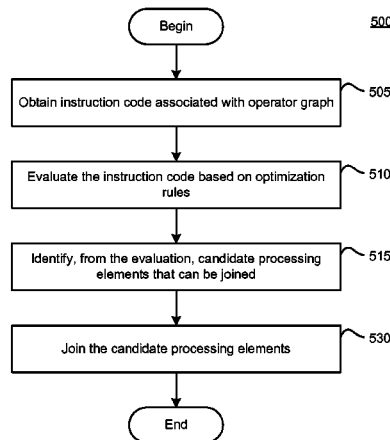 Begin
500
Obtain instruction code associated with operator graph
505
Evaluate the instruction code based on optimization
rules
510
Identify, from the evaluation, candidate processing
elements that can be joined
515
Join the candidate processing elements
530
End